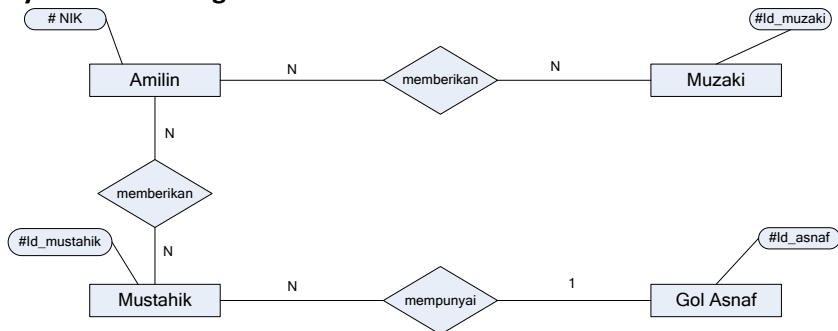 # NIK
#Id_muzaki
Amilin
N
memberikan
N
Muzaki
N
memberikan
#Id_mustahik
N
#Id_asnaf
Mustahik
N
mempunyai
1
Gol Asnaf